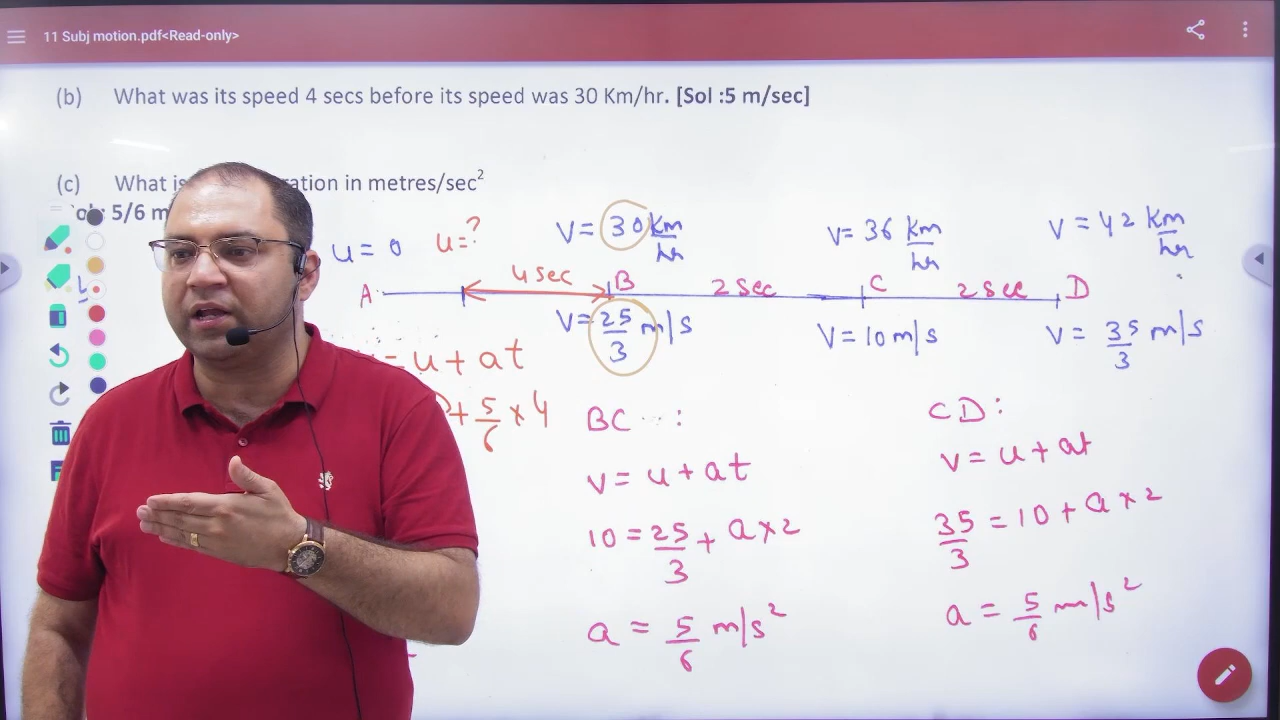 11 Subj motion.pdf<Read-only>
(b) What was its speed 4 secs before its speed was 30 Km/hr. [Sol :5 m/sec]
(c) What is ration in metres/sec²
5/6 m
u = 0 u=? V = 30 km/hr V= 36 km/hr V = 42 km/hr
A 4 sec B 2 sec C 2 sec D
V= 25/3 m/s V = 10 m/s V = 35/3 m/s
= u + at
+ 5/6 × 4
BC :
V = u + at
10 = 25/3 + a×2
a = 5/6 m/s²
CD :
V = u + at
35/3 = 10 + a × 2
a = 5/6 m/s²